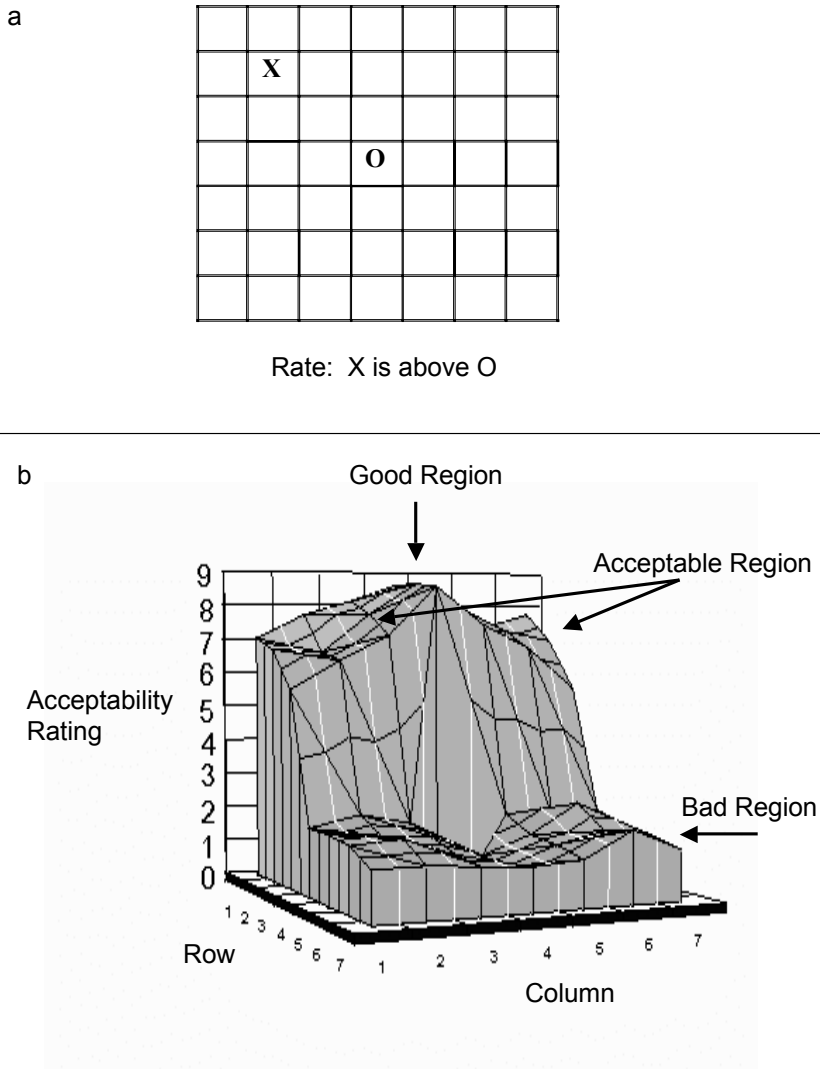 a
X
O
Rate: X is above O
b
Good Region
Acceptable Region
9
8
7
6
5
4
3
2
1
0
Acceptability
Rating
Bad Region
1 2 3 4 5 6 7
Row
1 2 3 4 5 6 7
Column